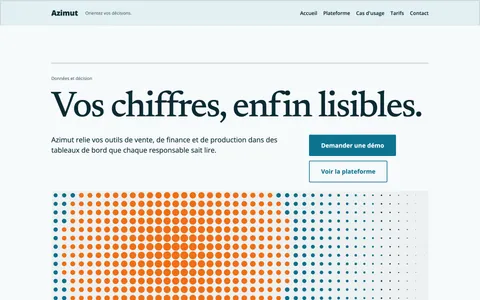 Azimut Orientez vos décisions. Accueil Plateforme Cas d'usage Tarifs Contact
Données et décision
Vos chiffres, enfin lisibles.
Azimut relie vos outils de vente, de finance et de production dans des
tableaux de bord que chaque responsable sait lire.
Demander une démo
Voir la plateforme